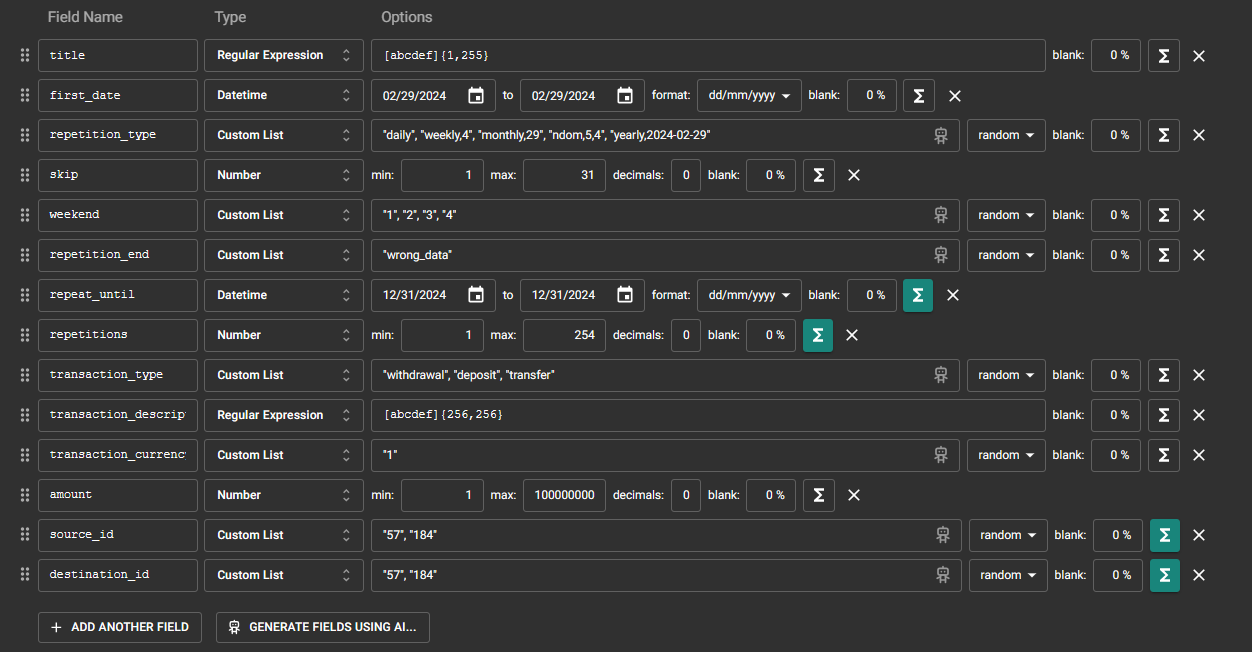 Field Name Type Options
title Regular Expression [abcdef]{1,255} blank: 0 %
first_date Datetime 02/29/2024 to 02/29/2024 format: dd/mm/yyyy blank: 0 %
repetition_type Custom List "daily", "weekly,4", "monthly,29", "ndom,5,4", "yearly,2024-02-29" random blank: 0 %
skip Number min: 1 max: 31 decimals: 0 blank: 0 %
weekend Custom List "1", "2", "3", "4" random blank: 0 %
repetition_end Custom List "wrong_data" random blank: 0 %
repeat_until Datetime 12/31/2024 to 12/31/2024 format: dd/mm/yyyy blank: 0 %
repetitions Number min: 1 max: 254 decimals: 0 blank: 0 %
transaction_type Custom List "withdrawal", "deposit", "transfer" random blank: 0 %
transaction_descrip Regular Expression [abcdef]{256,256} blank: 0 %
transaction_currenc Custom List "1" random blank: 0 %
amount Number min: 1 max: 100000000 decimals: 0 blank: 0 %
source_id Custom List "57", "184" random blank: 0 %
destination_id Custom List "57", "184" random blank: 0 %
+ ADD ANOTHER FIELD GENERATE FIELDS USING AI...